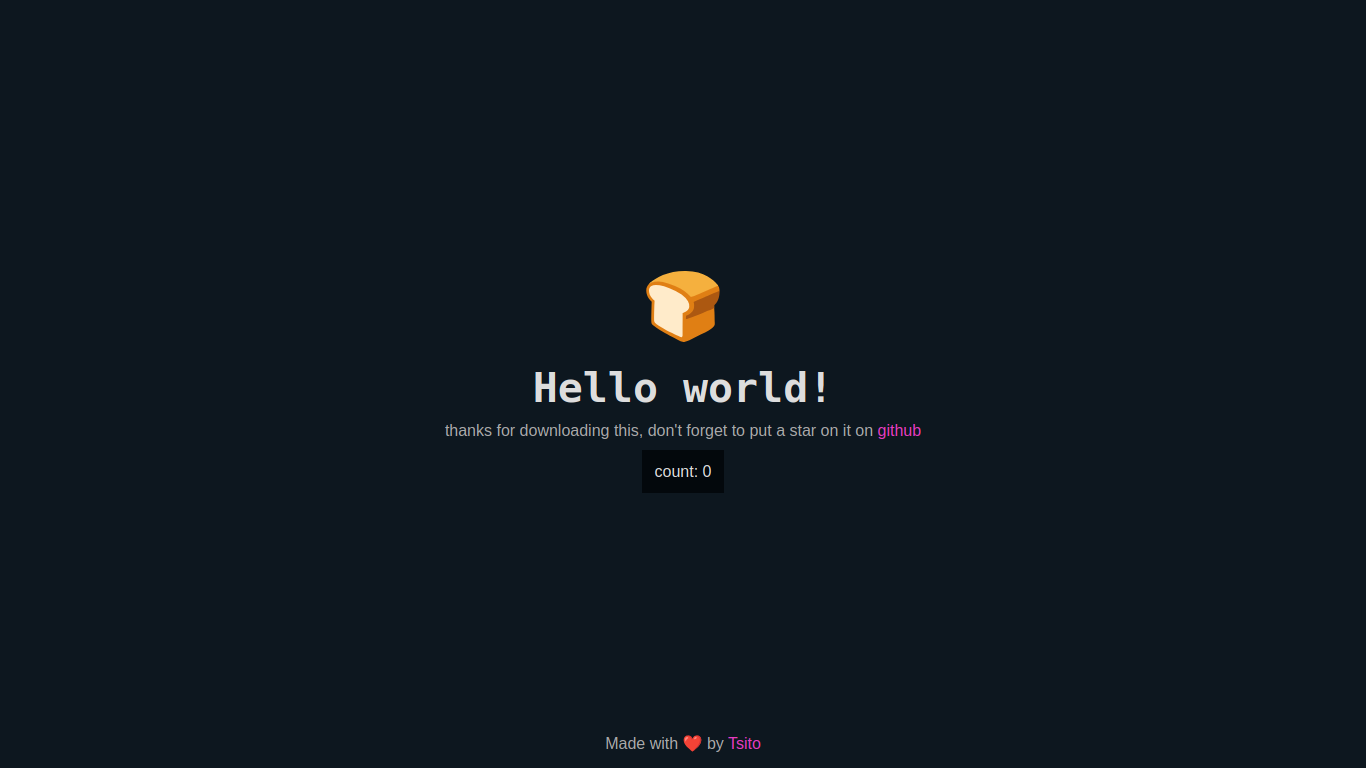 Hello world!
thanks for downloading this, don't forget to put a star on it on github
count: 0
Made with ❤️ by Tsito